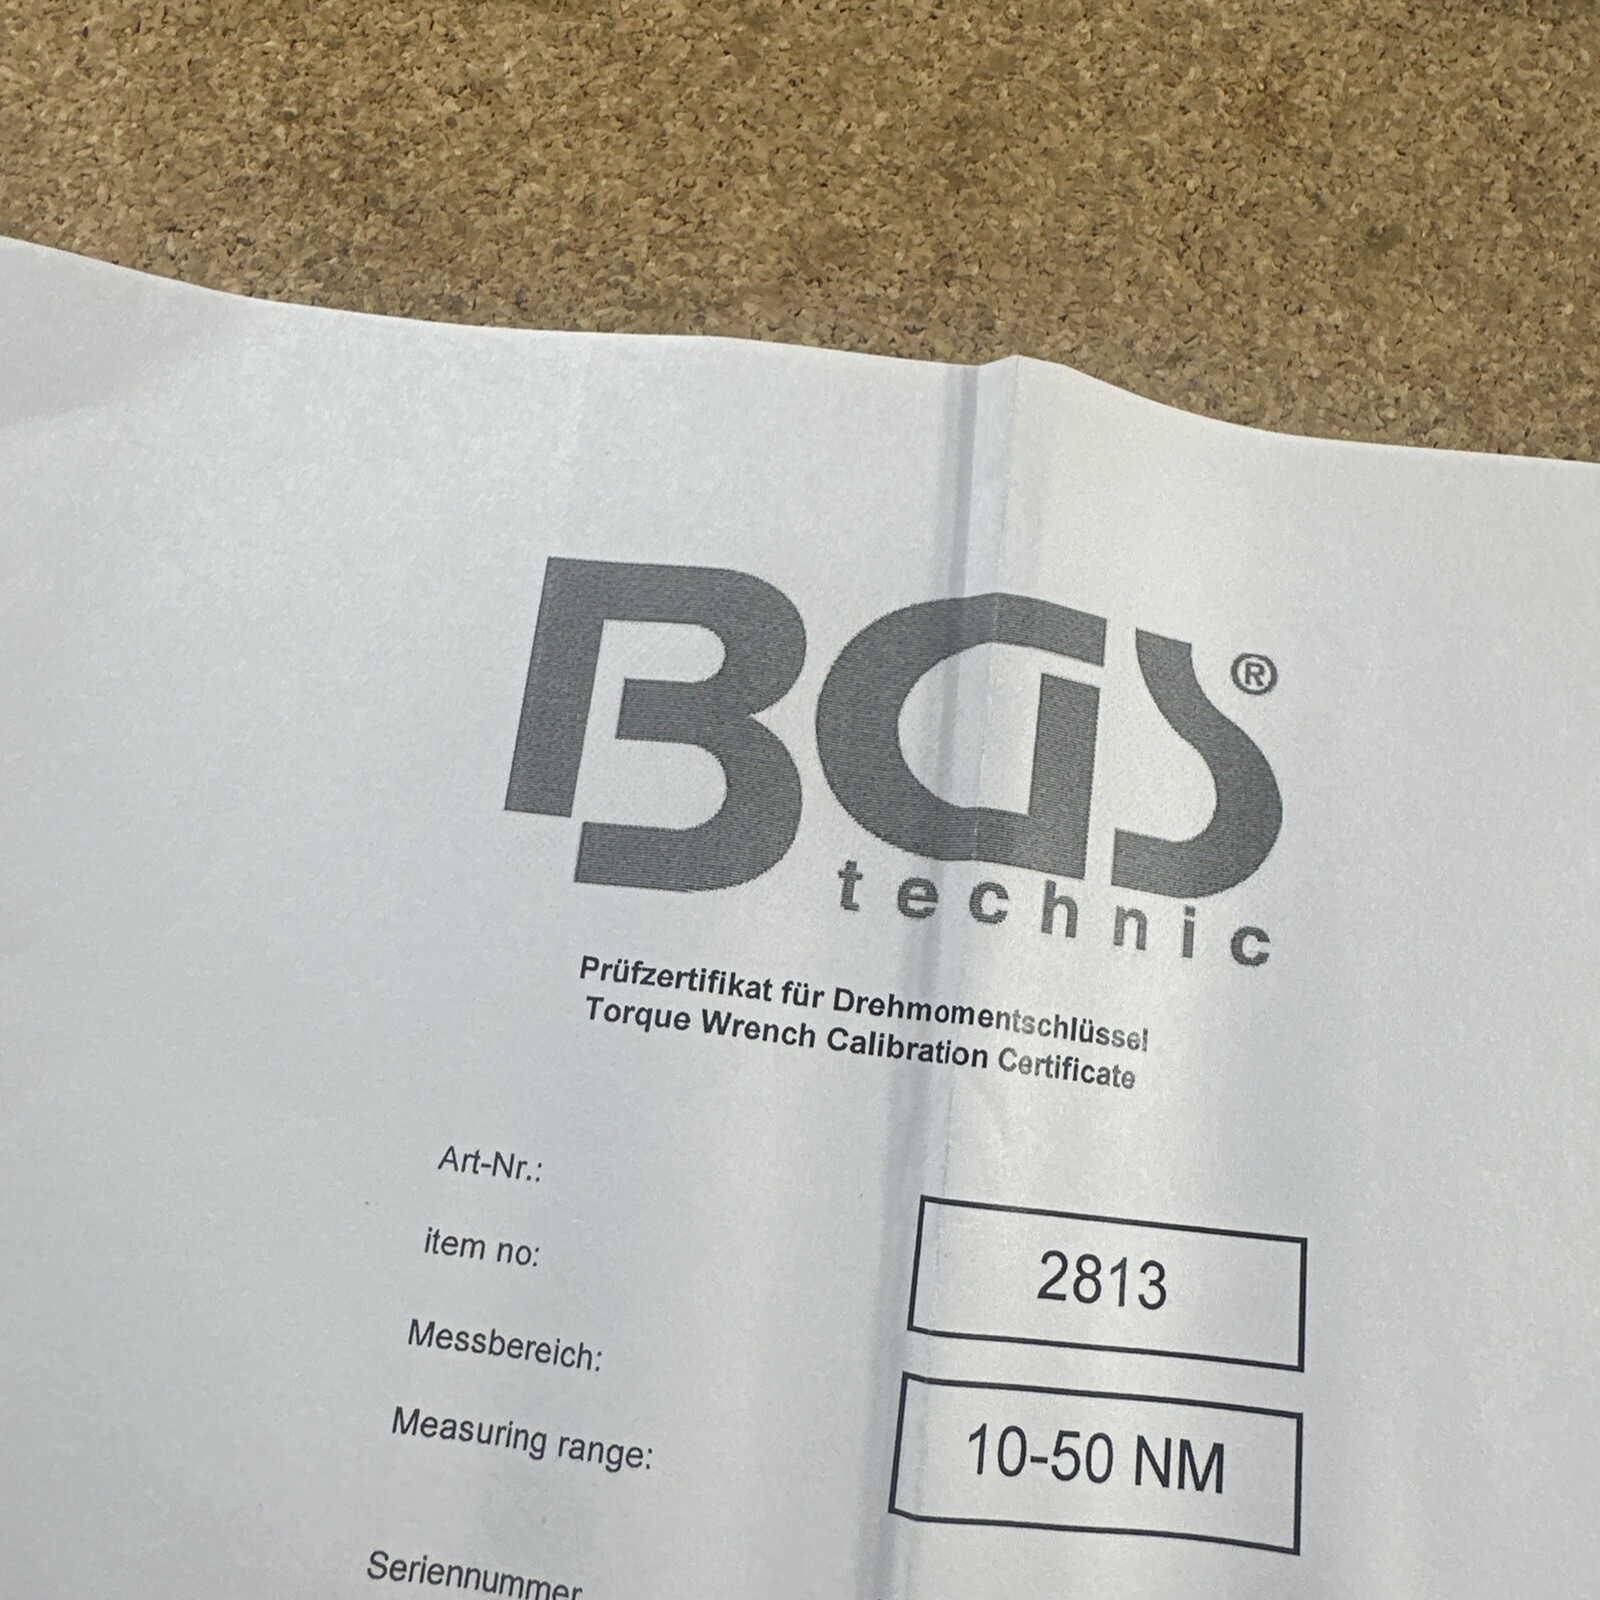 BGS®
technic
Prüfzertifikat für Drehmomentschlüssel
Torque Wrench Calibration Certificate
Art-Nr.:
item no:
2813
Messbereich:
Measuring range:
10-50 NM
Seriennummer